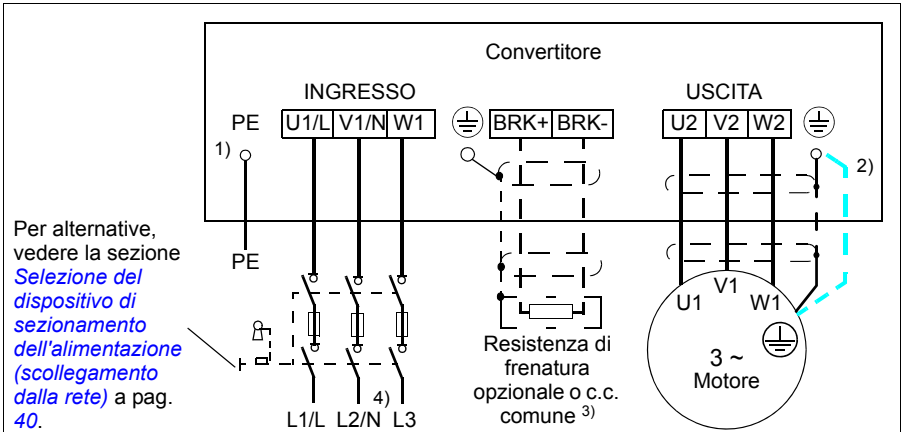 Convertitore
INGRESSO
USCITA
PE
U1/L V1/N W1
BRK+ BRK-
U2 V2 W2
1)
2)
Per alternative,
vedere la sezione
Selezione del
dispositivo di
sezionamento
dell'alimentazione
(scollegamento
dalla rete) a pag.
40.
PE
L1/L L2/N L3
4)
Resistenza di
frenatura
opzionale o c.c.
comune 3)
U1 V1 W1
3 ~
Motore